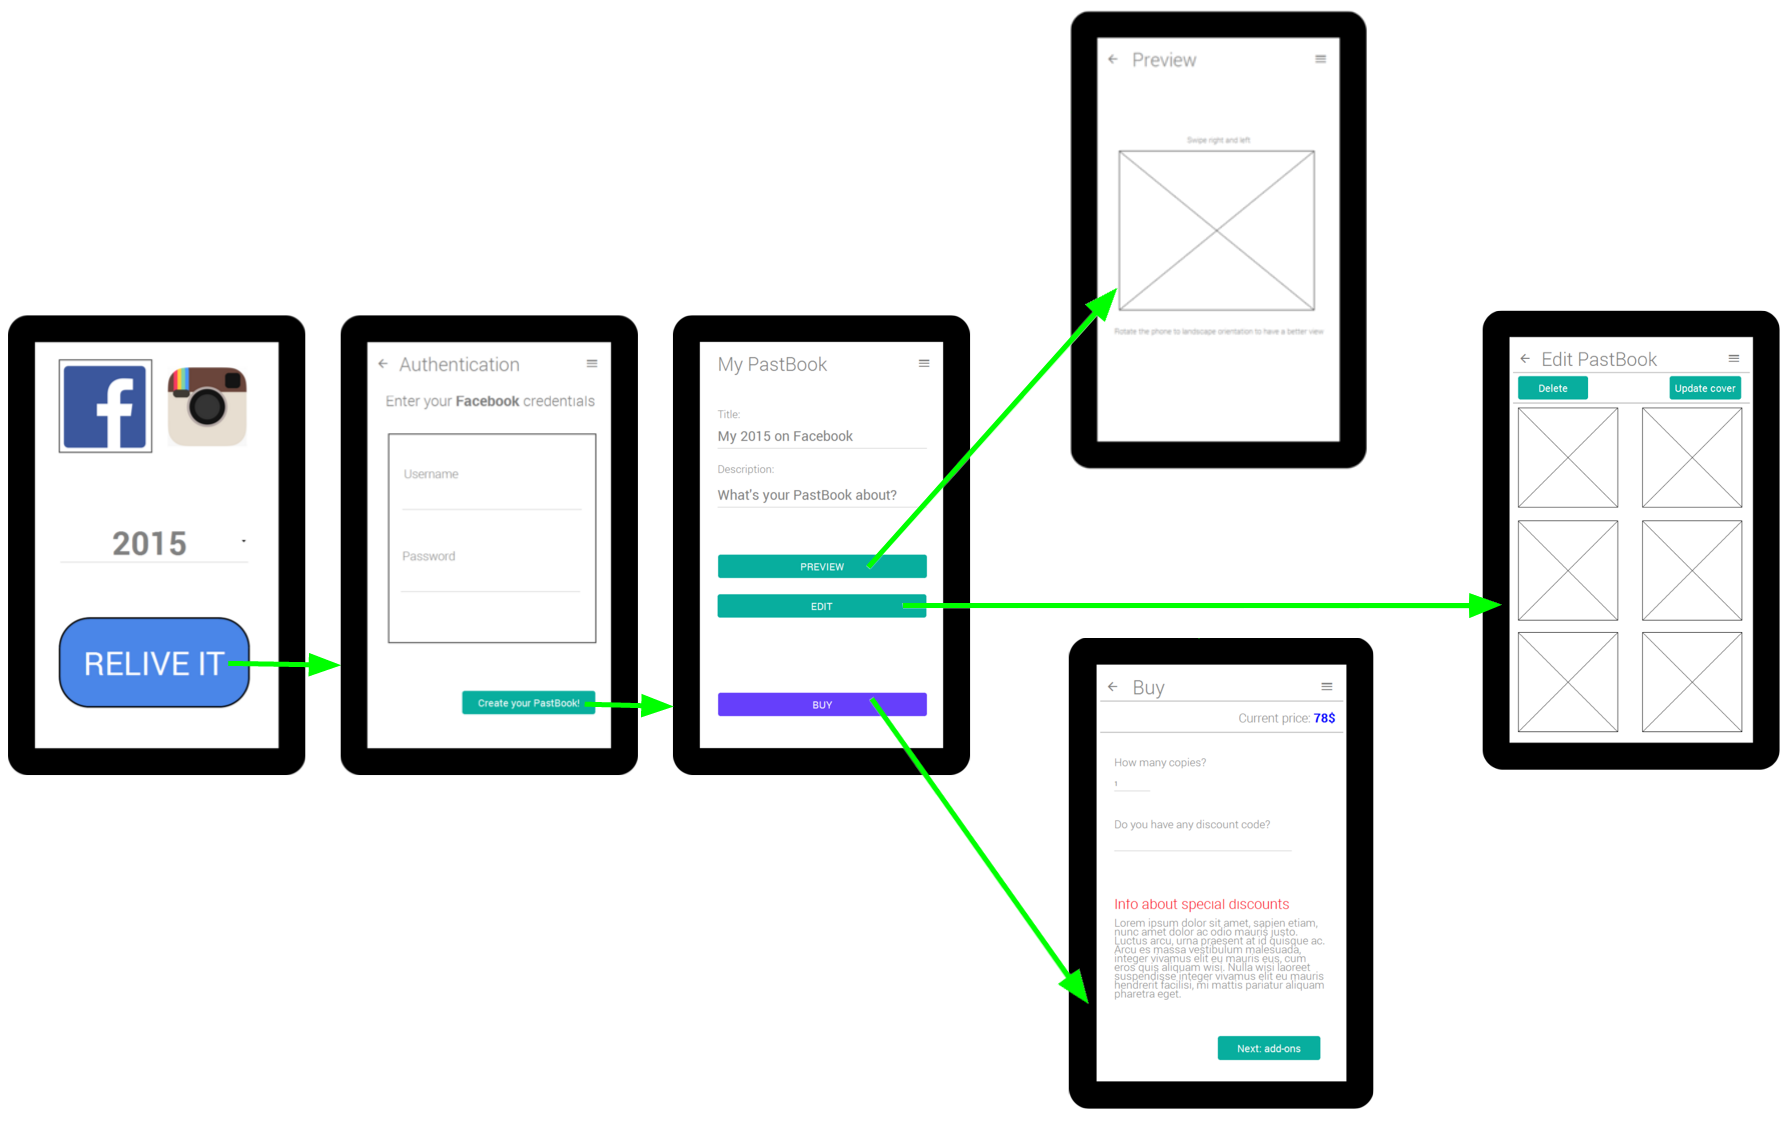 2015
RELIVE IT
Authentication
Enter your Facebook credentials
Username
Password
Create your PastBook!
My PastBook
Title:
My 2015 on Facebook
Description:
What's your PastBook about?
PREVIEW
EDIT
BUY
Preview
Swipe right and left
Rotate the phone to landscape orientation to have a better view
Buy
Current price: 78$
How many copies?
1
Do you have any discount code?
Info about special discounts
Lorem ipsum dolor sit amet, sapien etiam,
nunc amet dolor ac odio mauris justo.
Luctus arcu, urna praesent at id quisque ac.
Arcu es massa vestibulum malesuada,
integer vivamus elit eu mauris eus, cum
eros quis aliquam wisi. Nulla wisi laoreet
suspendisse integer vivamus elit eu mauris
hendrerit facilisi, mi mattis pariatur aliquam
pharetra eget.
Next: add-ons
Edit PastBook
Delete
Update cover